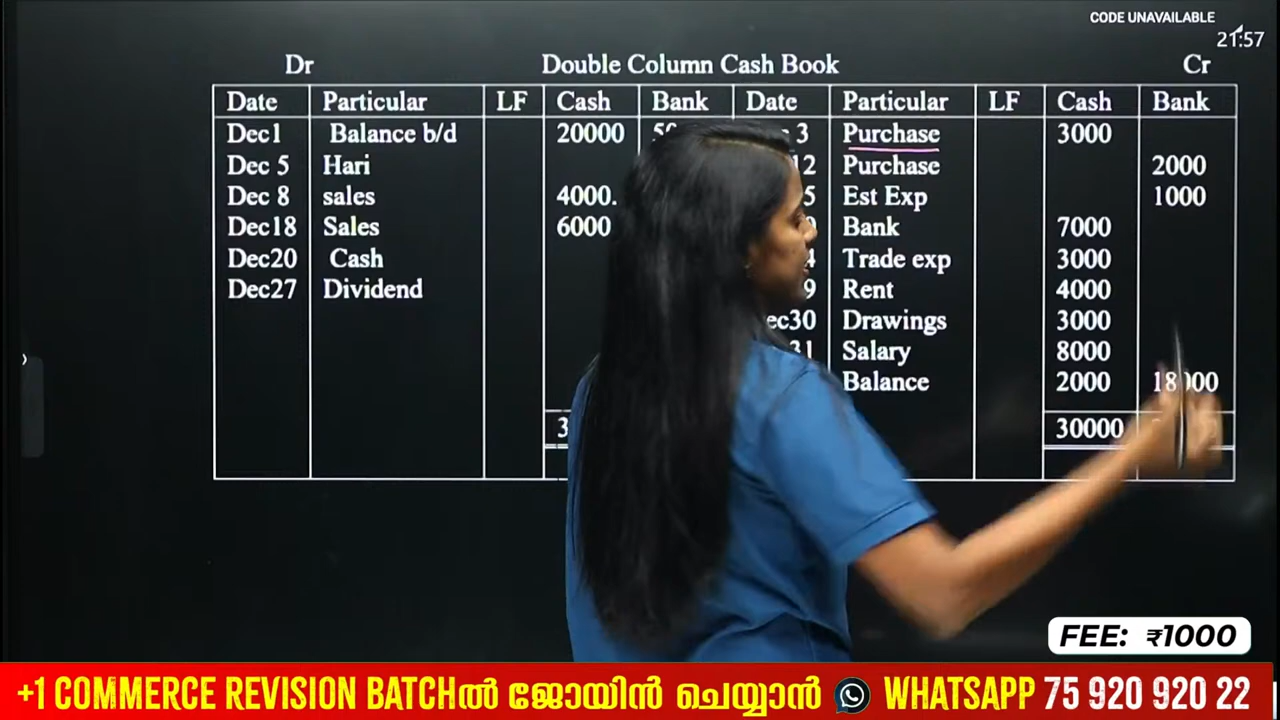 CODE UNAVAILABLE
21:57
Dr Double Column Cash Book Cr
Date Particular LF Cash Bank Date Particular LF Cash Bank
Dec1 Balance b/d 20000 3 Purchase 3000
Dec 5 Hari Purchase 2000
Dec 8 sales 4000. Est Exp 1000
Dec18 Sales 6000 Bank 7000
Dec20 Cash Trade exp 3000
Dec27 Dividend Rent 4000
Drawings 3000
Salary 8000
Balance 2000
30000
FEE: ₹1000
+1 COMMERCE REVISION BATCHൽ ജോയിൻ ചെയ്യാൻ WHATSAPP 75 920 920 22